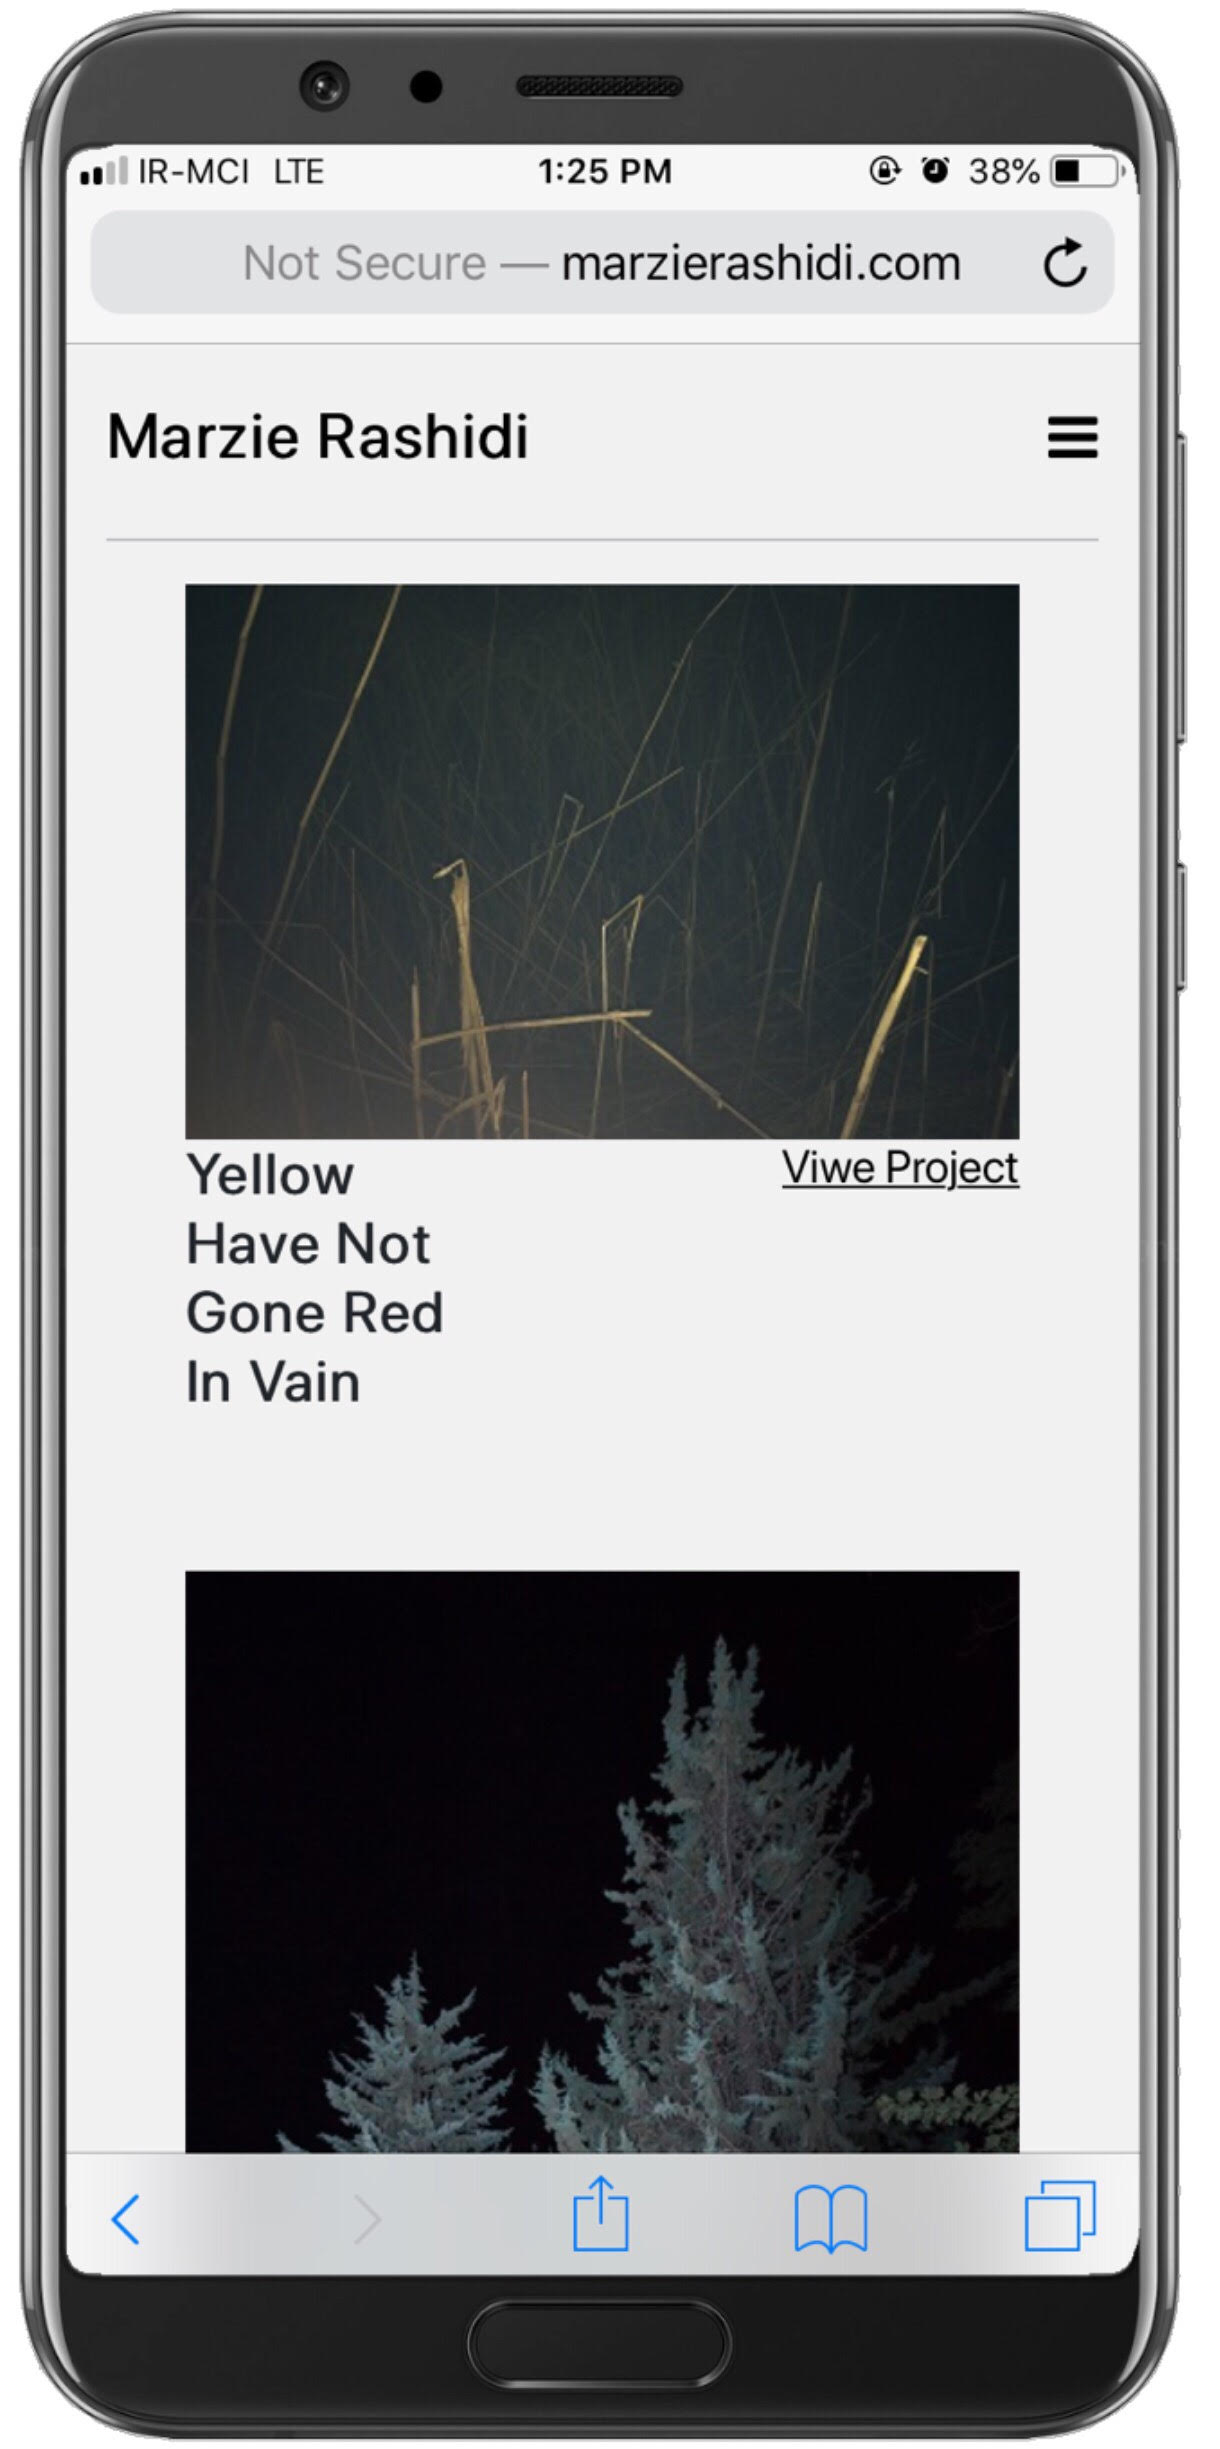 IR-MCI LTE 1:25 PM 38%
Not Secure — marzierashidi.com
Marzie Rashidi
Yellow Viwe Project
Have Not
Gone Red
In Vain